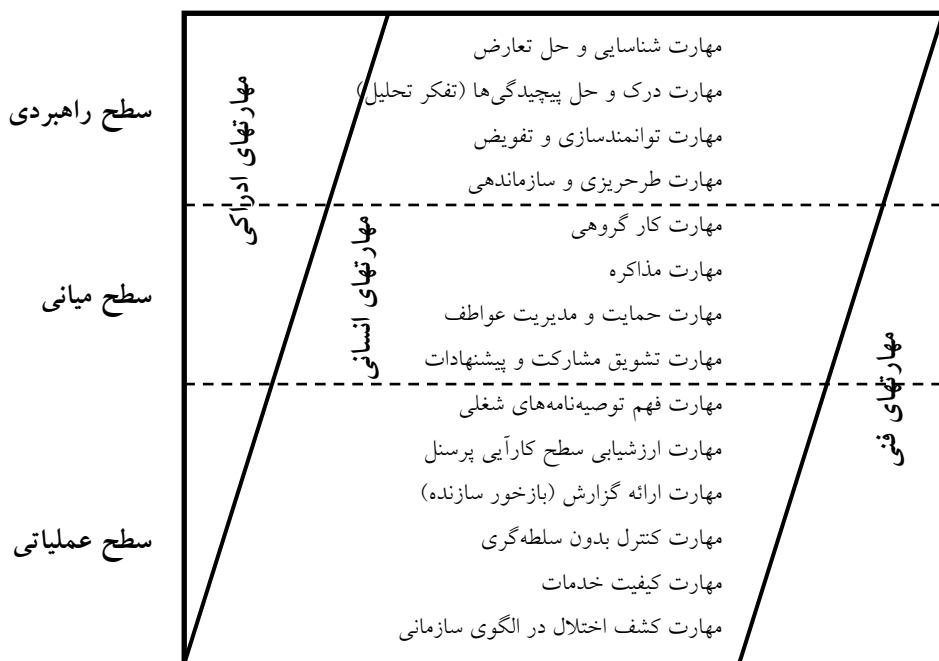 مهارت شناسایی و حل تعارض
مهارت درک و حل پیچیدگی‌ها (تفکر تحلیل)
مهارت توانمندسازی و تفویض
مهارت طرحریزی و سازماندهی
مهارت کار گروهی
مهارت مذاکره
مهارت حمایت و مدیریت عواطف
مهارت تشویق مشارکت و پیشنهادات
مهارت فهم توصیه‌نامه‌های شغلی
مهارت ارزشیابی سطح کارآیی پرسنل
مهارت ارائه گزارش (بازخور سازنده)
مهارت کنترل بدون سلطه‌گری
مهارت کیفیت خدمات
مهارت کشف اختلال در الگوی سازمانی
مهارتهای فنی
مهارتهای انسانی
مهارتهای ادراکی
سطح راهبردی
سطح میانی
سطح عملیاتی